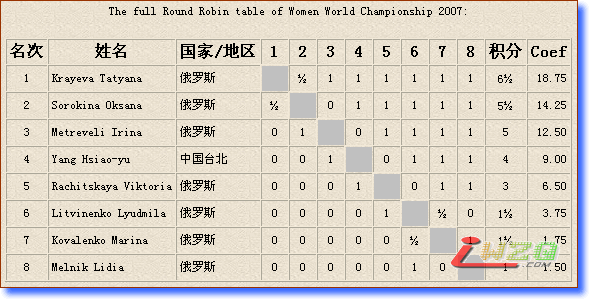 The full Round Robin table of Women World Championship 2007:
名次 姓名 国家/地区 1 2 3 4 5 6 7 8 积分 Coef
1 Krayeva Tatyana 俄罗斯 ½ 1 1 1 1 1 1 6½ 18.75
2 Sorokina Oksana 俄罗斯 ½ 0 1 1 1 1 1 5½ 14.25
3 Metreveli Irina 俄罗斯 0 1 0 1 1 1 1 5 12.50
4 Yang Hsiao-yu 中国台北 0 0 1 0 1 1 1 4 9.00
5 Rachitskaya Viktoria 俄罗斯 0 0 0 1 0 1 1 3 6.50
6 Litvinenko Lyudmila 俄罗斯 0 0 0 0 1 ½ 0 1½ 3.75
7 Kovalenko Marina 俄罗斯 0 0 0 0 0 ½ 1½ 1.75
8 Melnik Lidia 俄罗斯 0 0 0 0 0 1 0 1 .50
.COM